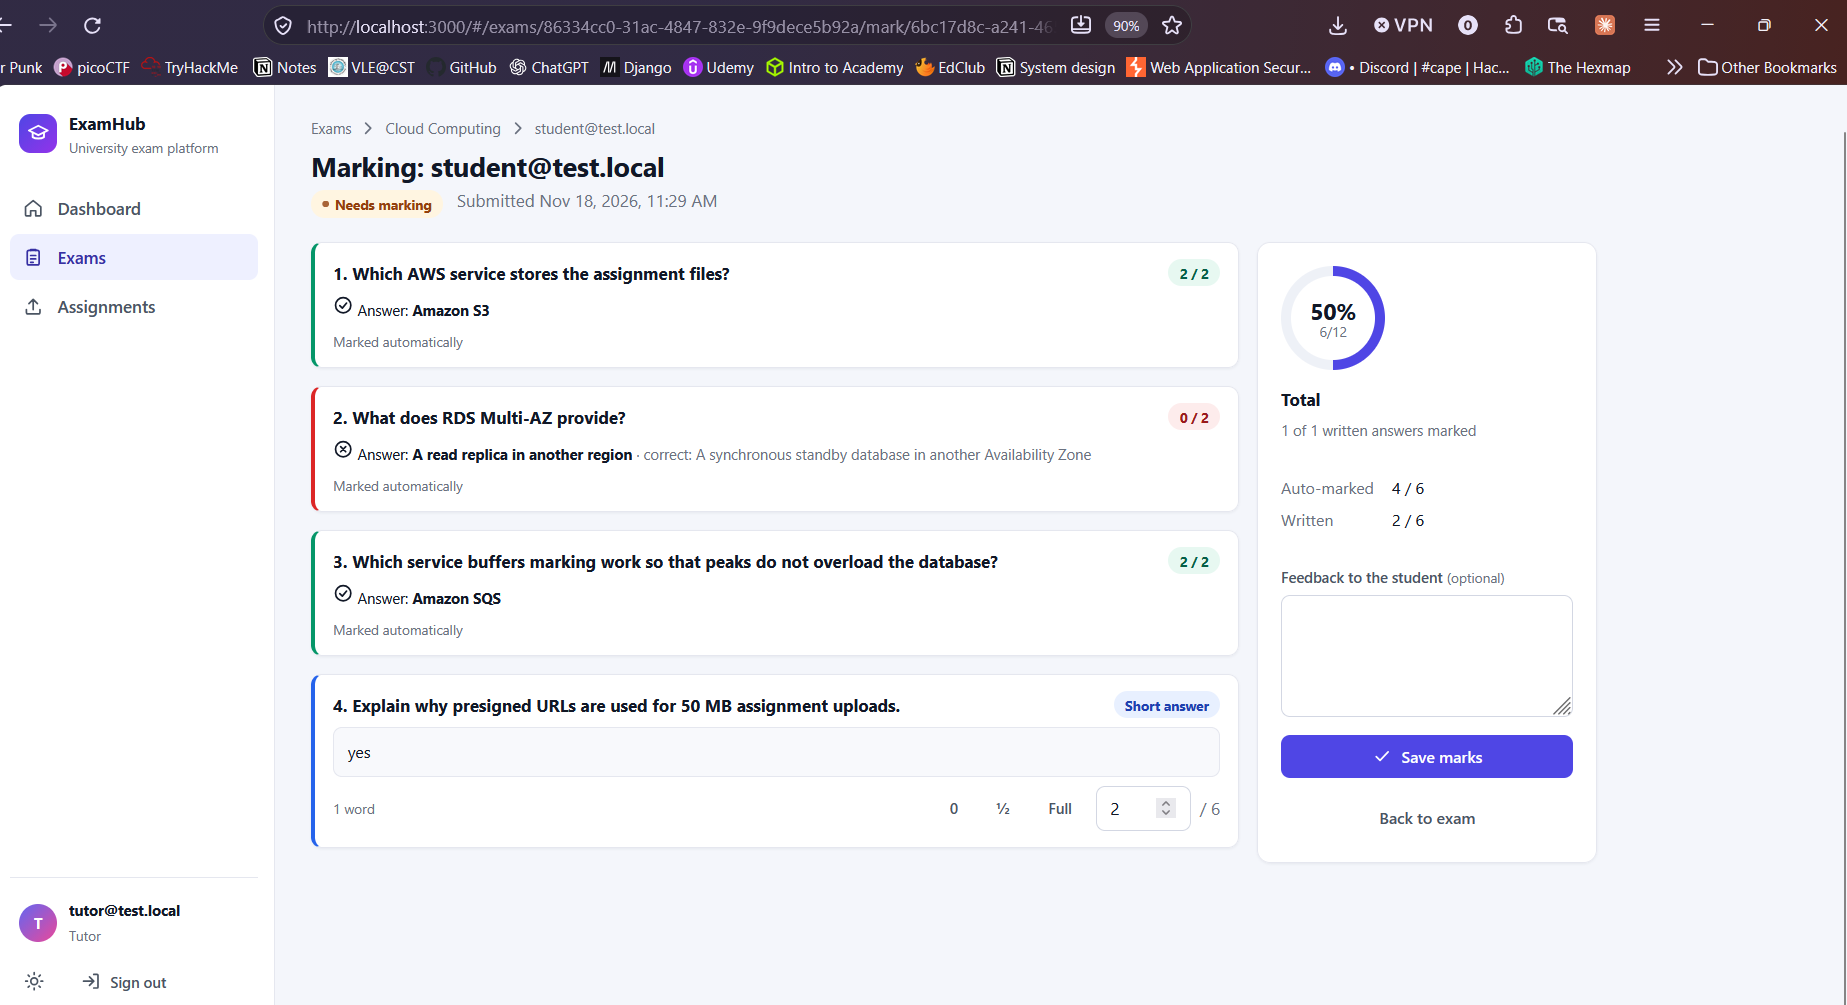 http://localhost:3000/#/exams/86334cc0-31ac-4847-832e-9f9dece5b92a/mark/6bc17d8c-a241-46
90%
VPN
r Punk
picoCTF
TryHackMe
Notes
VLE@CST
GitHub
ChatGPT
Django
Udemy
Intro to Academy
EdClub
System design
Web Application Secur...
• Discord | #cape | Hac...
The Hexmap
Other Bookmarks
ExamHub
University exam platform
Dashboard
Exams
Assignments
tutor@test.local
T
Tutor
Sign out
Exams > Cloud Computing > student@test.local
Marking: student@test.local
Needs marking
Submitted Nov 18, 2026, 11:29 AM
1. Which AWS service stores the assignment files?
2 / 2
Answer: Amazon S3
Marked automatically
2. What does RDS Multi-AZ provide?
0 / 2
Answer: A read replica in another region · correct: A synchronous standby database in another Availability Zone
Marked automatically
3. Which service buffers marking work so that peaks do not overload the database?
2 / 2
Answer: Amazon SQS
Marked automatically
4. Explain why presigned URLs are used for 50 MB assignment uploads.
Short answer
yes
1 word
0
½
Full
2
/ 6
50%
6/12
Total
1 of 1 written answers marked
Auto-marked 4 / 6
Written 2 / 6
Feedback to the student (optional)
Save marks
Back to exam